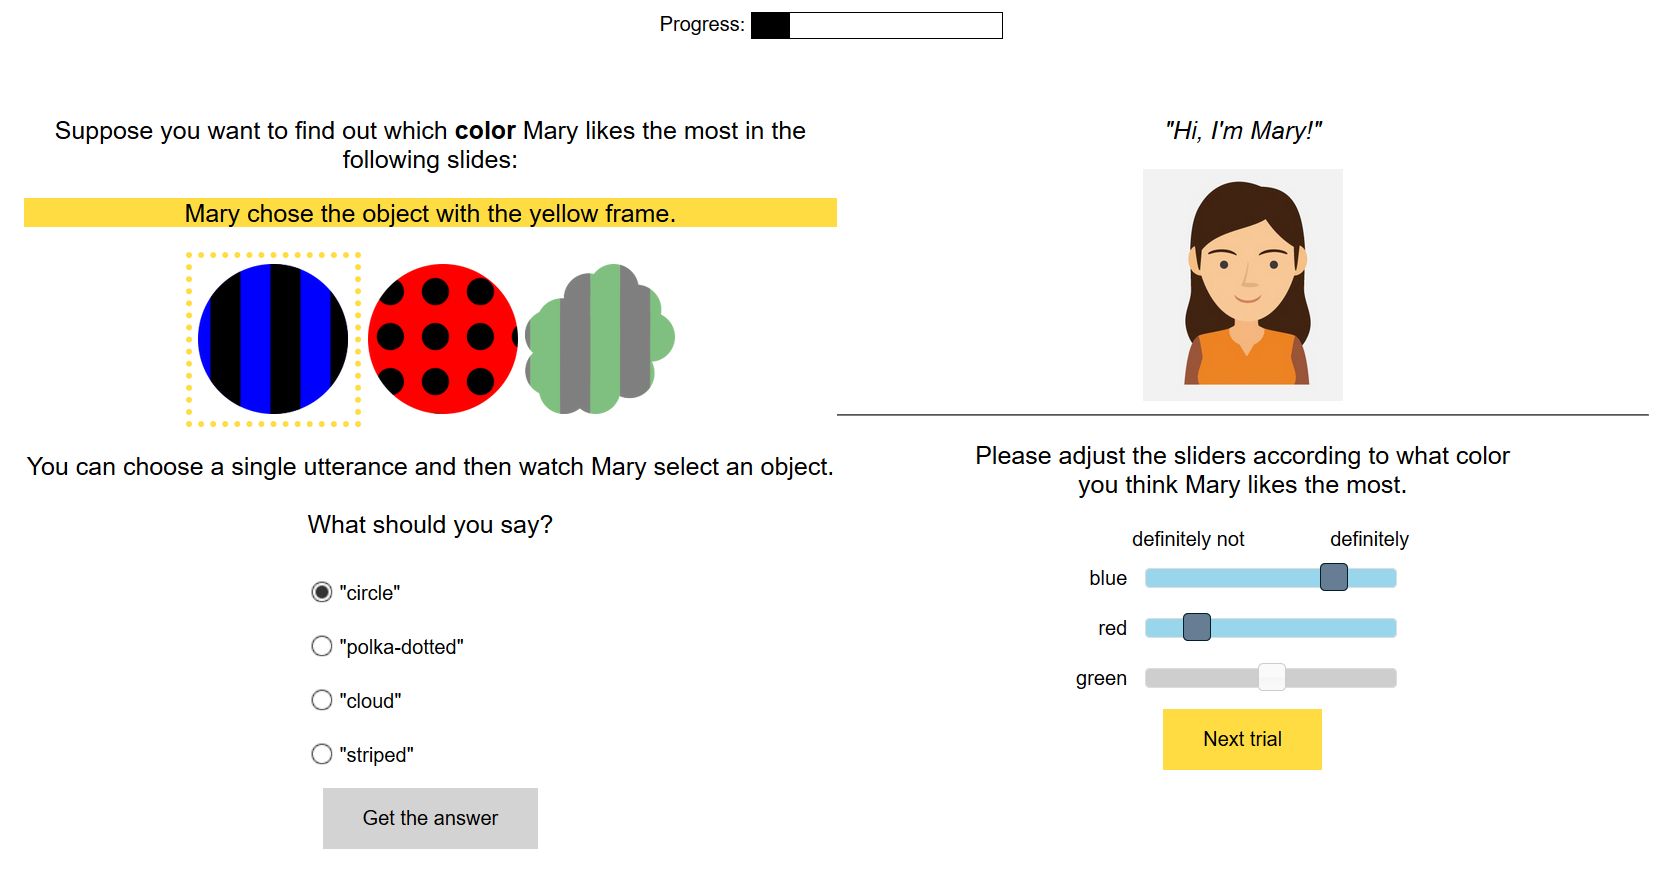 Progress:
Suppose you want to find out which color Mary likes the most in the
following slides:
Mary chose the object with the yellow frame.
You can choose a single utterance and then watch Mary select an object.
What should you say?
"circle"
"polka-dotted"
"cloud"
"striped"
Get the answer
"Hi, I'm Mary!"
Please adjust the sliders according to what color
you think Mary likes the most.
definitely not definitely
blue
red
green
Next trial